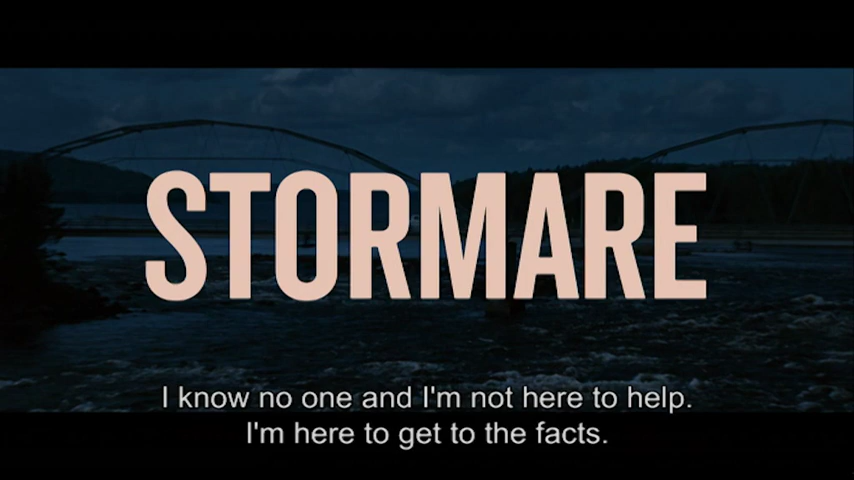 STORMARE
I know no one and I'm not here to help.
I'm here to get to the facts.